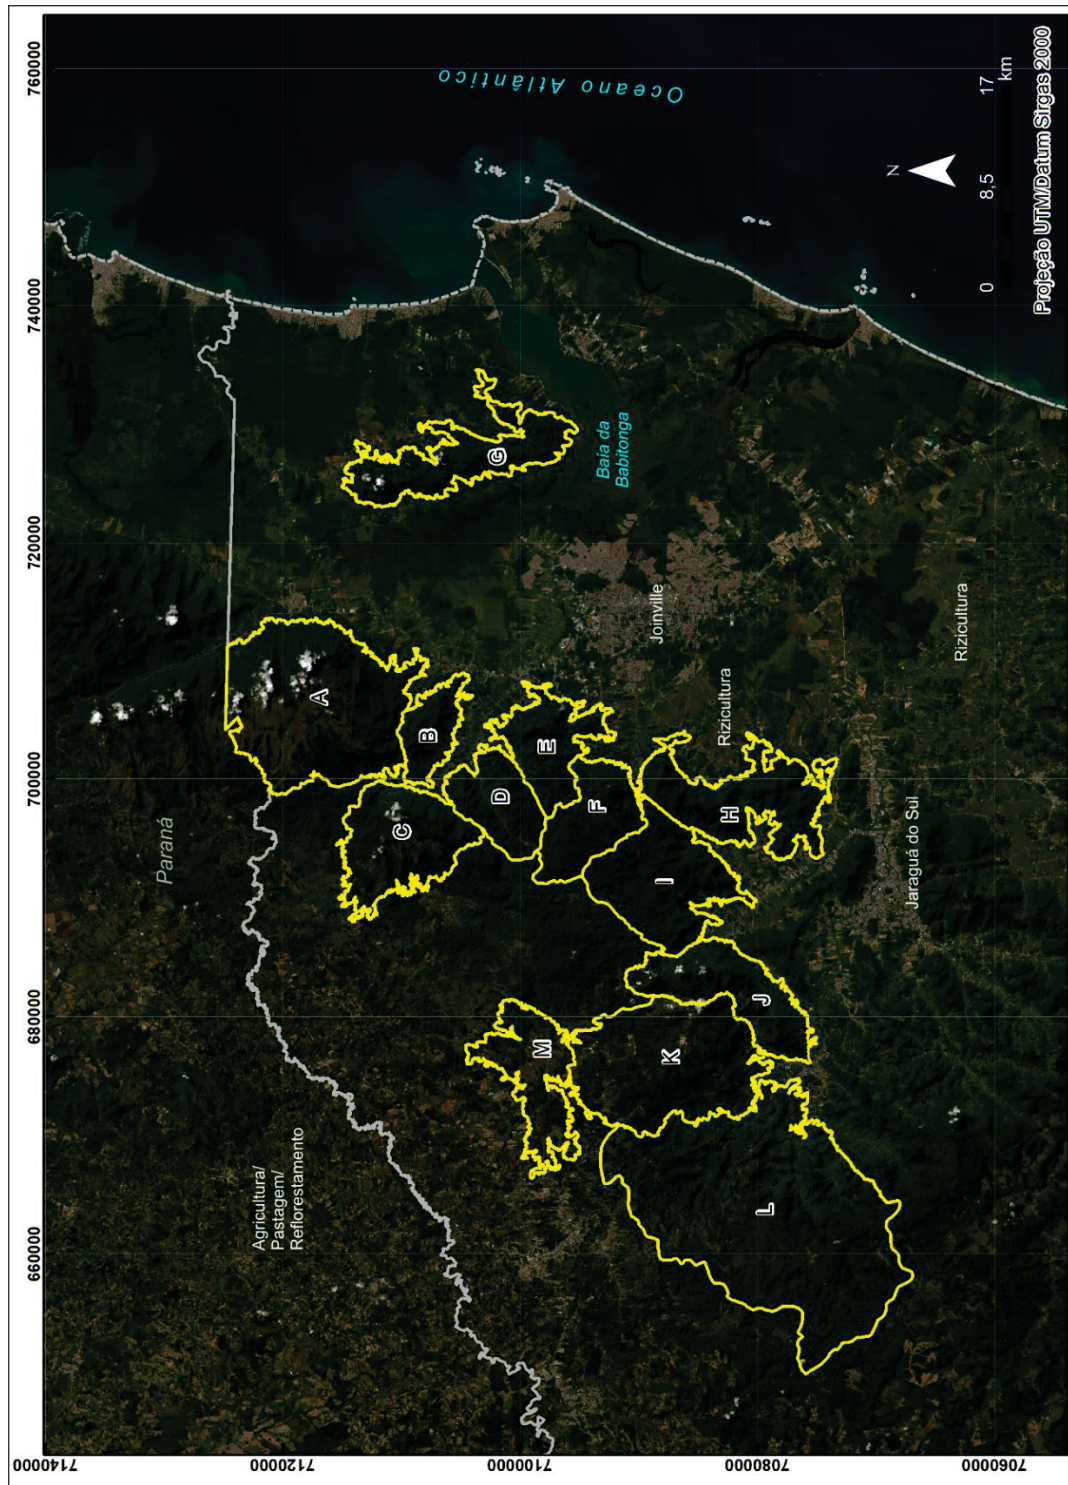 7140000
7120000
7100000
7080000
7060000
760000
740000
720000
700000
680000
660000
Paraná
Oceano Atlântico
Agricultura/
Pastagem/
Reflorestamento
A
B
C
D
E
F
G
H
I
J
K
L
M
Baía da
Babitonga
Joinville
Rizicultura
Jaraguá do Sul
Rizicultura
N
0 8,5 17
km
Projeção UTM/Datum Sirgas 2000